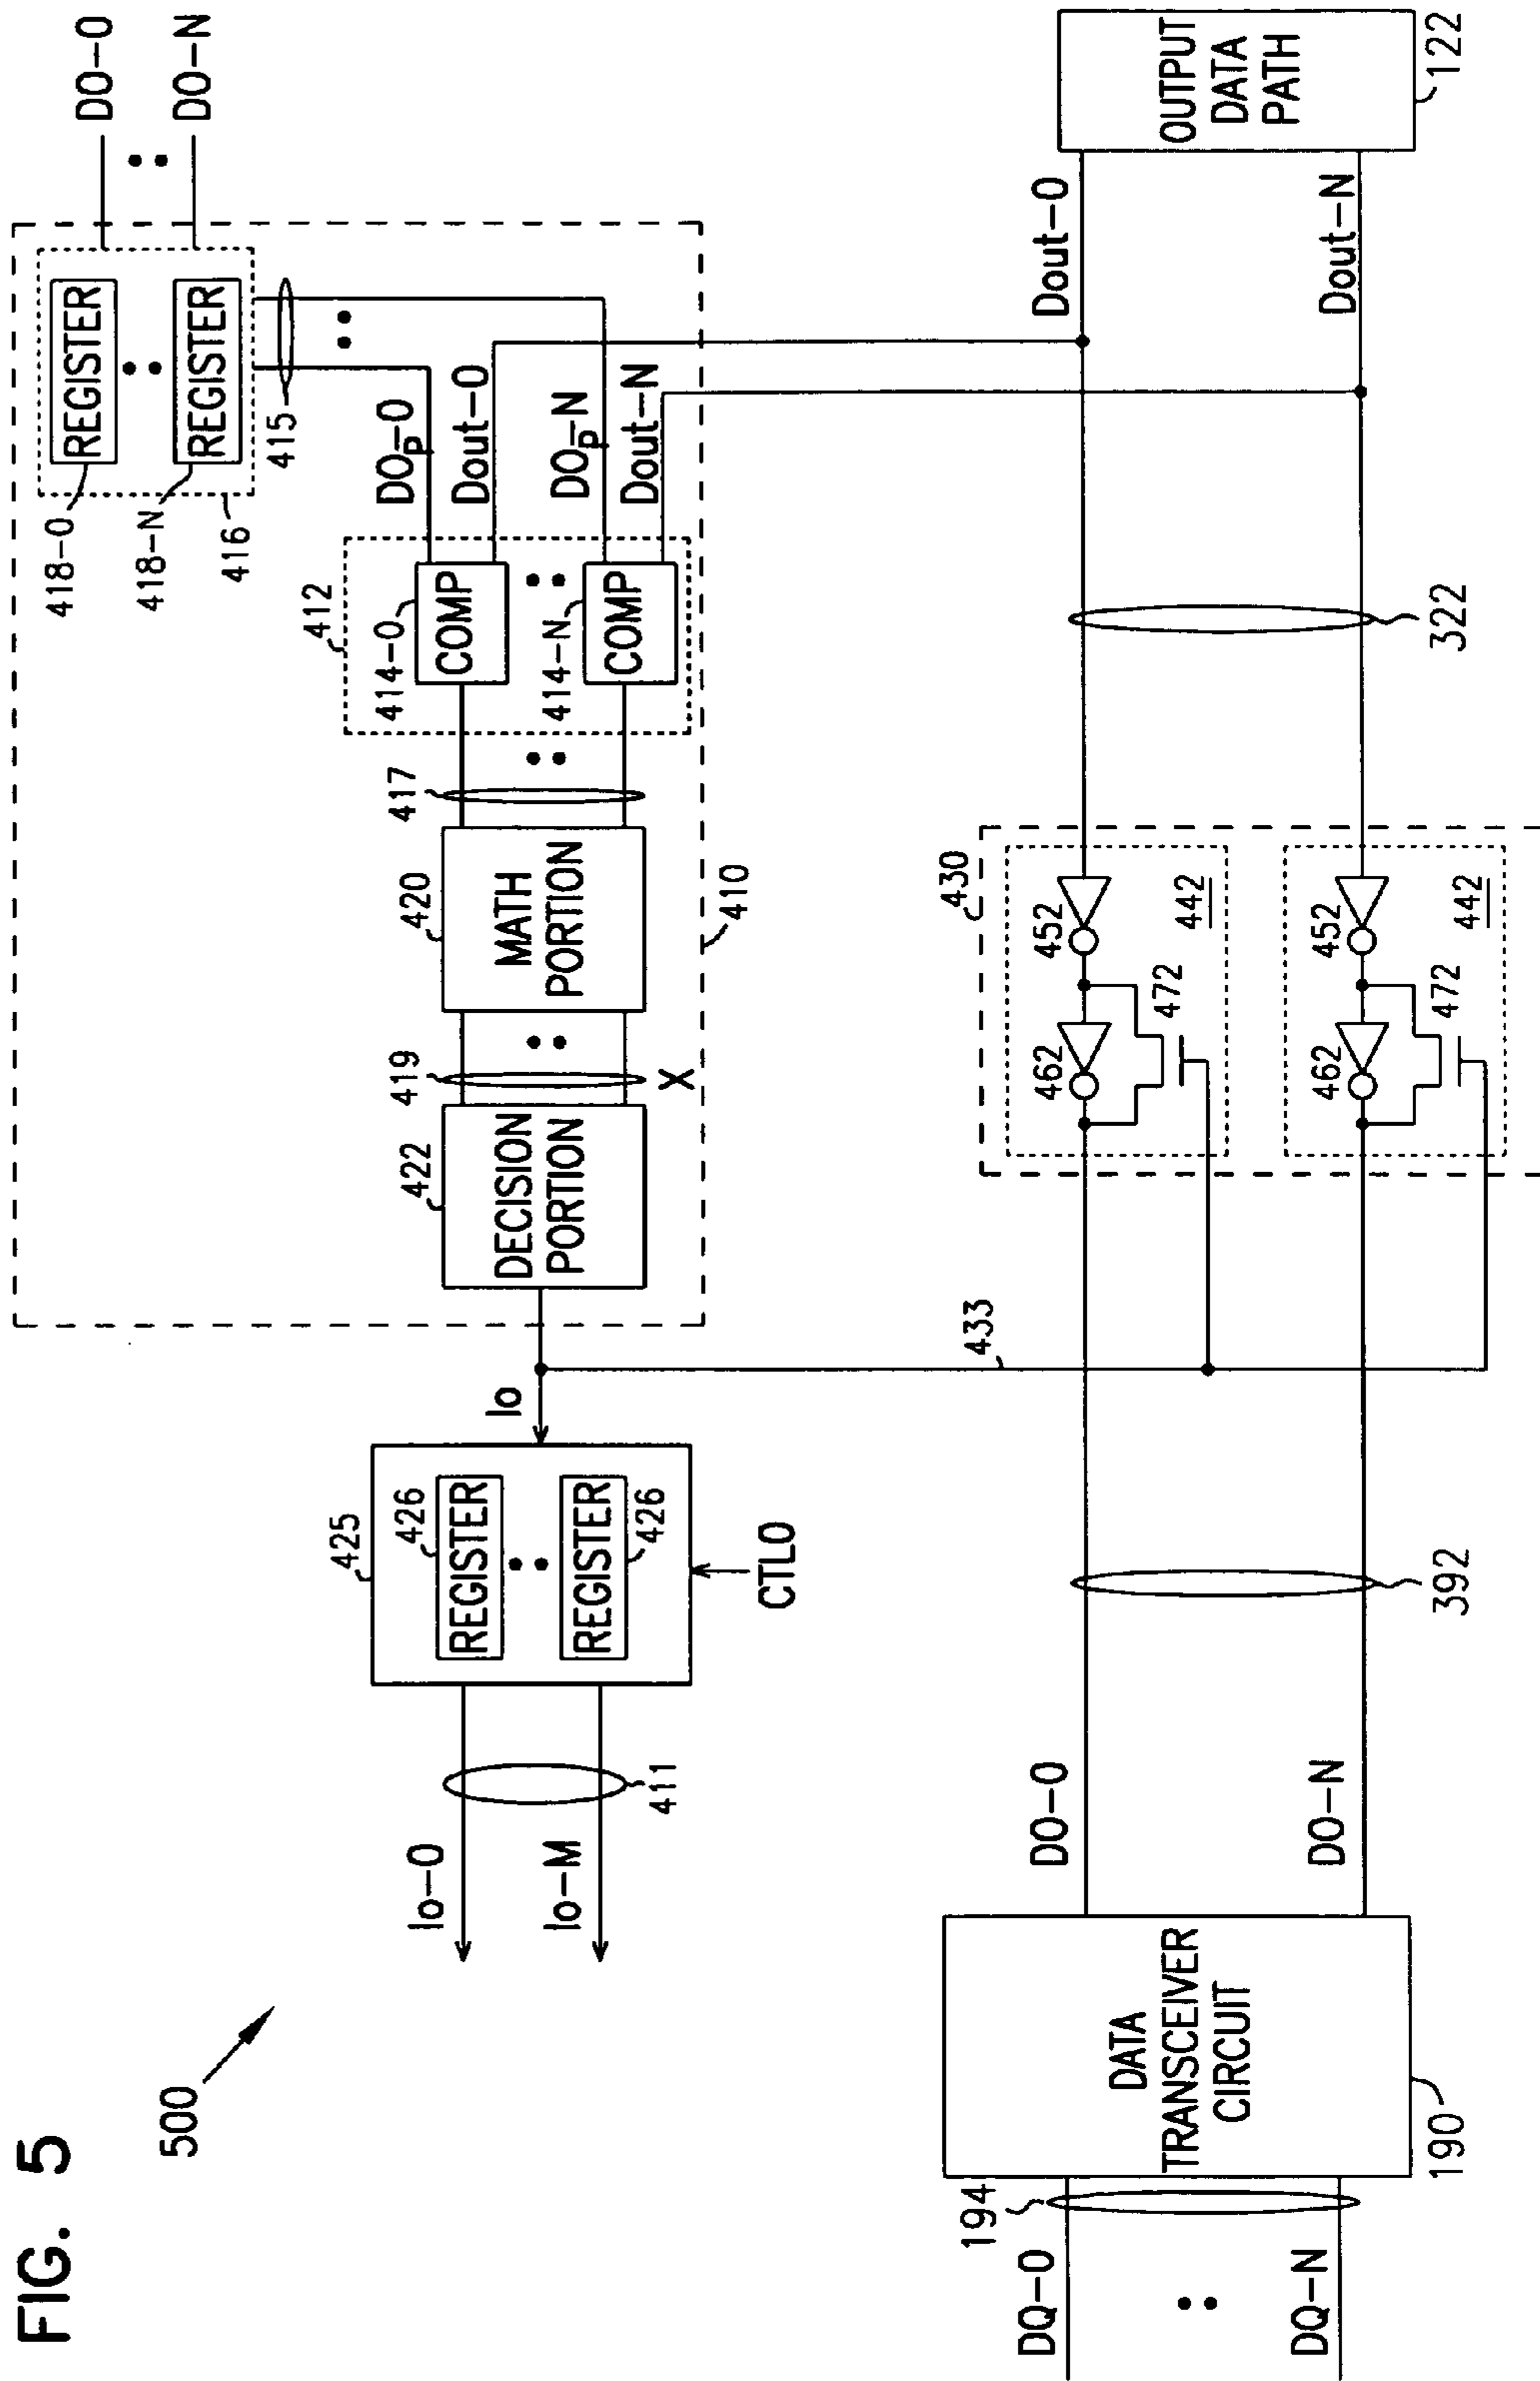 FIG. 5
500
DO-0
DO-N
REGISTER
REGISTER
418-0
418-N
416
415
DOP-0
Dout-0
DOP-N
Dout-N
412
414-0
COMP
414-N
COMP
417
420
MATH
PORTION
410
419
X
422
DECISION
PORTION
433
Io
425
426
REGISTER
REGISTER
426
CTLO
411
Io-0
Io-M
OUTPUT
DATA
PATH
122
Dout-0
Dout-N
322
430
452
462
472
442
452
462
472
442
392
DO-0
DO-N
DATA
TRANSCEIVER
CIRCUIT
190
194
DQ-0
DQ-N